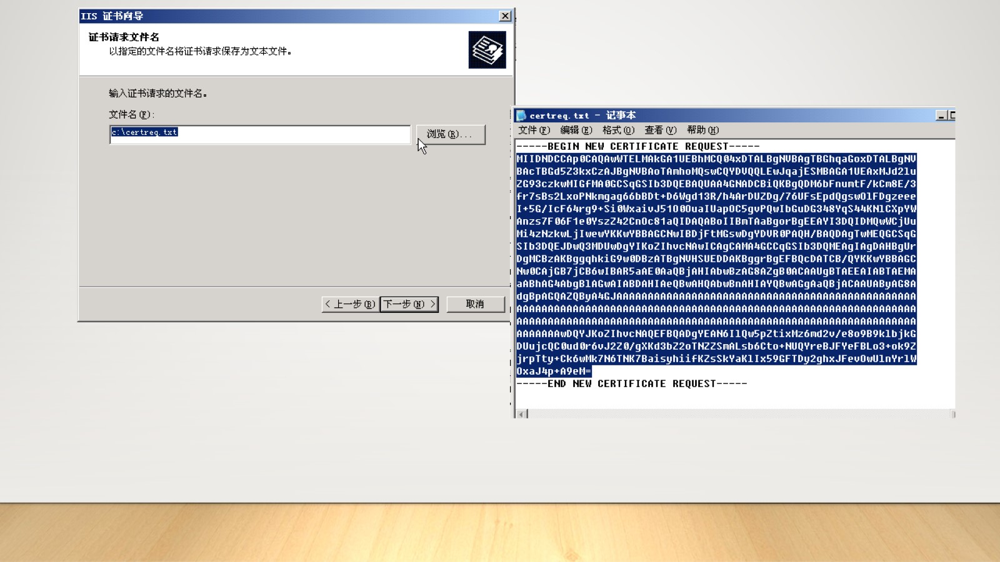 IIS 证书向导
证书请求文件名
以指定的文件名将证书请求保存为文本文件。
输入证书请求的文件名。
文件名(F):
c:\certreq.txt
浏览(R)...
< 上一步(B)
下一步(N) >
取消
certreq.txt - 记事本
文件(F) 编辑(E) 格式(O) 查看(V) 帮助(H)
-----BEGIN NEW CERTIFICATE REQUEST-----
MIIDNDCCAp0CAQAwWTELMAkGA1UEBhMCQ04xDTALBgNVBAgTBGhqaGoxDTALBgNV
BAcTBGd5Z3kxCzAJBgNVBAoTAmhoMQswCQYDVQQLEwJqajESMBAGA1UEAxMJd2lu
ZG93czkwMIGfMA0GCSqGSIb3DQEBAQUAA4GNADCBiQKBgQDM6bFnumtF/kCm8E/3
fr7sBs2LxoPNkmgag66bBDt+D6Wgd13R/h4ArDUZDg/76UFsEpdQgswOlFDgzeee
I+5G/IcF64rg9+Si0WxaivJ51O0OuaIUapOC5gvPQwIbGuDG348YqS44KNlCXpYW
Anzs7F06F1e0YszZ42CnOc81aQIDAQABoIIBmTAaBgorBgEEAYI3DQIDMQwWCjUu
Mi4zNzkwLjIwewYKKwYBBAGCNwIBDjFtMGswDgYDVR0PAQH/BAQDAgTwMEQGCSqG
SIb3DQEJDwQ3MDUwDgYIKoZIhvcNAwICAgCAMA4GCCqGSIb3DQMEAgIAgDAHBgUr
DgMCBzAKBggqhkiG9w0DBzATBgNVHSUEDDAKBggrBgEFBQcDATCB/QYKKwYBBAGC
Nw0CAjGB7jCB6wIBAR5aAE0AaQBjAHIAbwBzAG8AZgB0ACAAUgBTAEEAIABTAEMA
aABhAG4AbgBlAGwAIABDAHIAeQBwAHQAbwBnAHIAYQBwAGgAaQBjACAAUAByAG8A
dgBpAGQAZQByA4GJAAAAAAAAAAAAAAAAAAAAAAAAAAAAAAAAAAAAAAAAAAAAAAAA
AAAAAAAAAAAAAAAAAAAAAAAAAAAAAAAAAAAAAAAAAAAAAAAAAAAAAAAAAAAAAAAA
AAAAAAAAAAAAAAAAAAAAAAAAAAAAAAAAAAAAAAAAAAAAAAAAAAAAAAAAAAAAAAAA
AAAAAAAwDQYJKoZIhvcNAQEFBQADgYEAN6IlQw5pZtixMz6md2v/e8o9B9klbjkG
DUujcQC0ud0r6vJ2Z0/gXKd3bZ2oTNZZSmALsb6Cto+NUQYreBJFYeFBLo3+ok9Z
jrpTty+Ck6wMk7N6TNK7BaisyhiifKZsSkYaKlIx59GFTDy2ghxJFevOwUlnYrlW
OxaJ4p+A9eM=
-----END NEW CERTIFICATE REQUEST-----